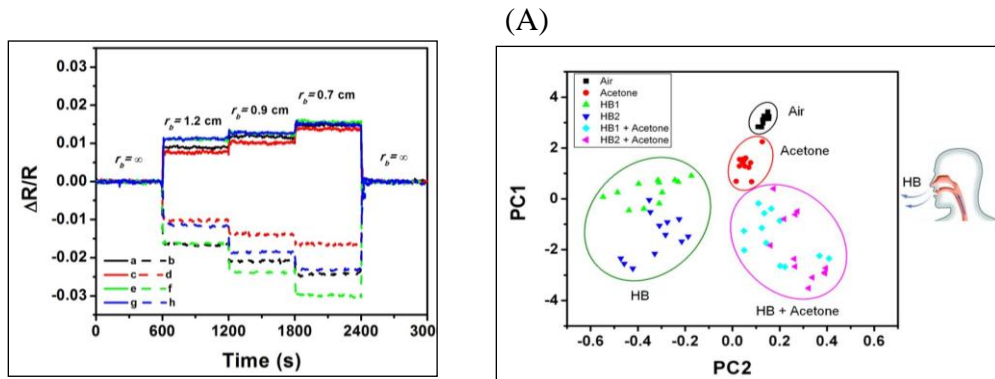 (A)
0.03
0.02
0.01
0.00
-0.01
-0.02
-0.03
ΔR/R
r_b = ∞
r_b = 1.2 cm
r_b = 0.9 cm
r_b = 0.7 cm
r_b = ∞
a b
c d
e f
g h
0 600 1200 1800 2400 3000
Time (s)
4
2
0
-2
-4
-6
PC1
Air
Acetone
HB1
HB2
HB1 + Acetone
HB2 + Acetone
Air
Acetone
HB
HB + Acetone
-0.6 -0.4 -0.2 0.0 0.2 0.4 0.6
PC2
HB